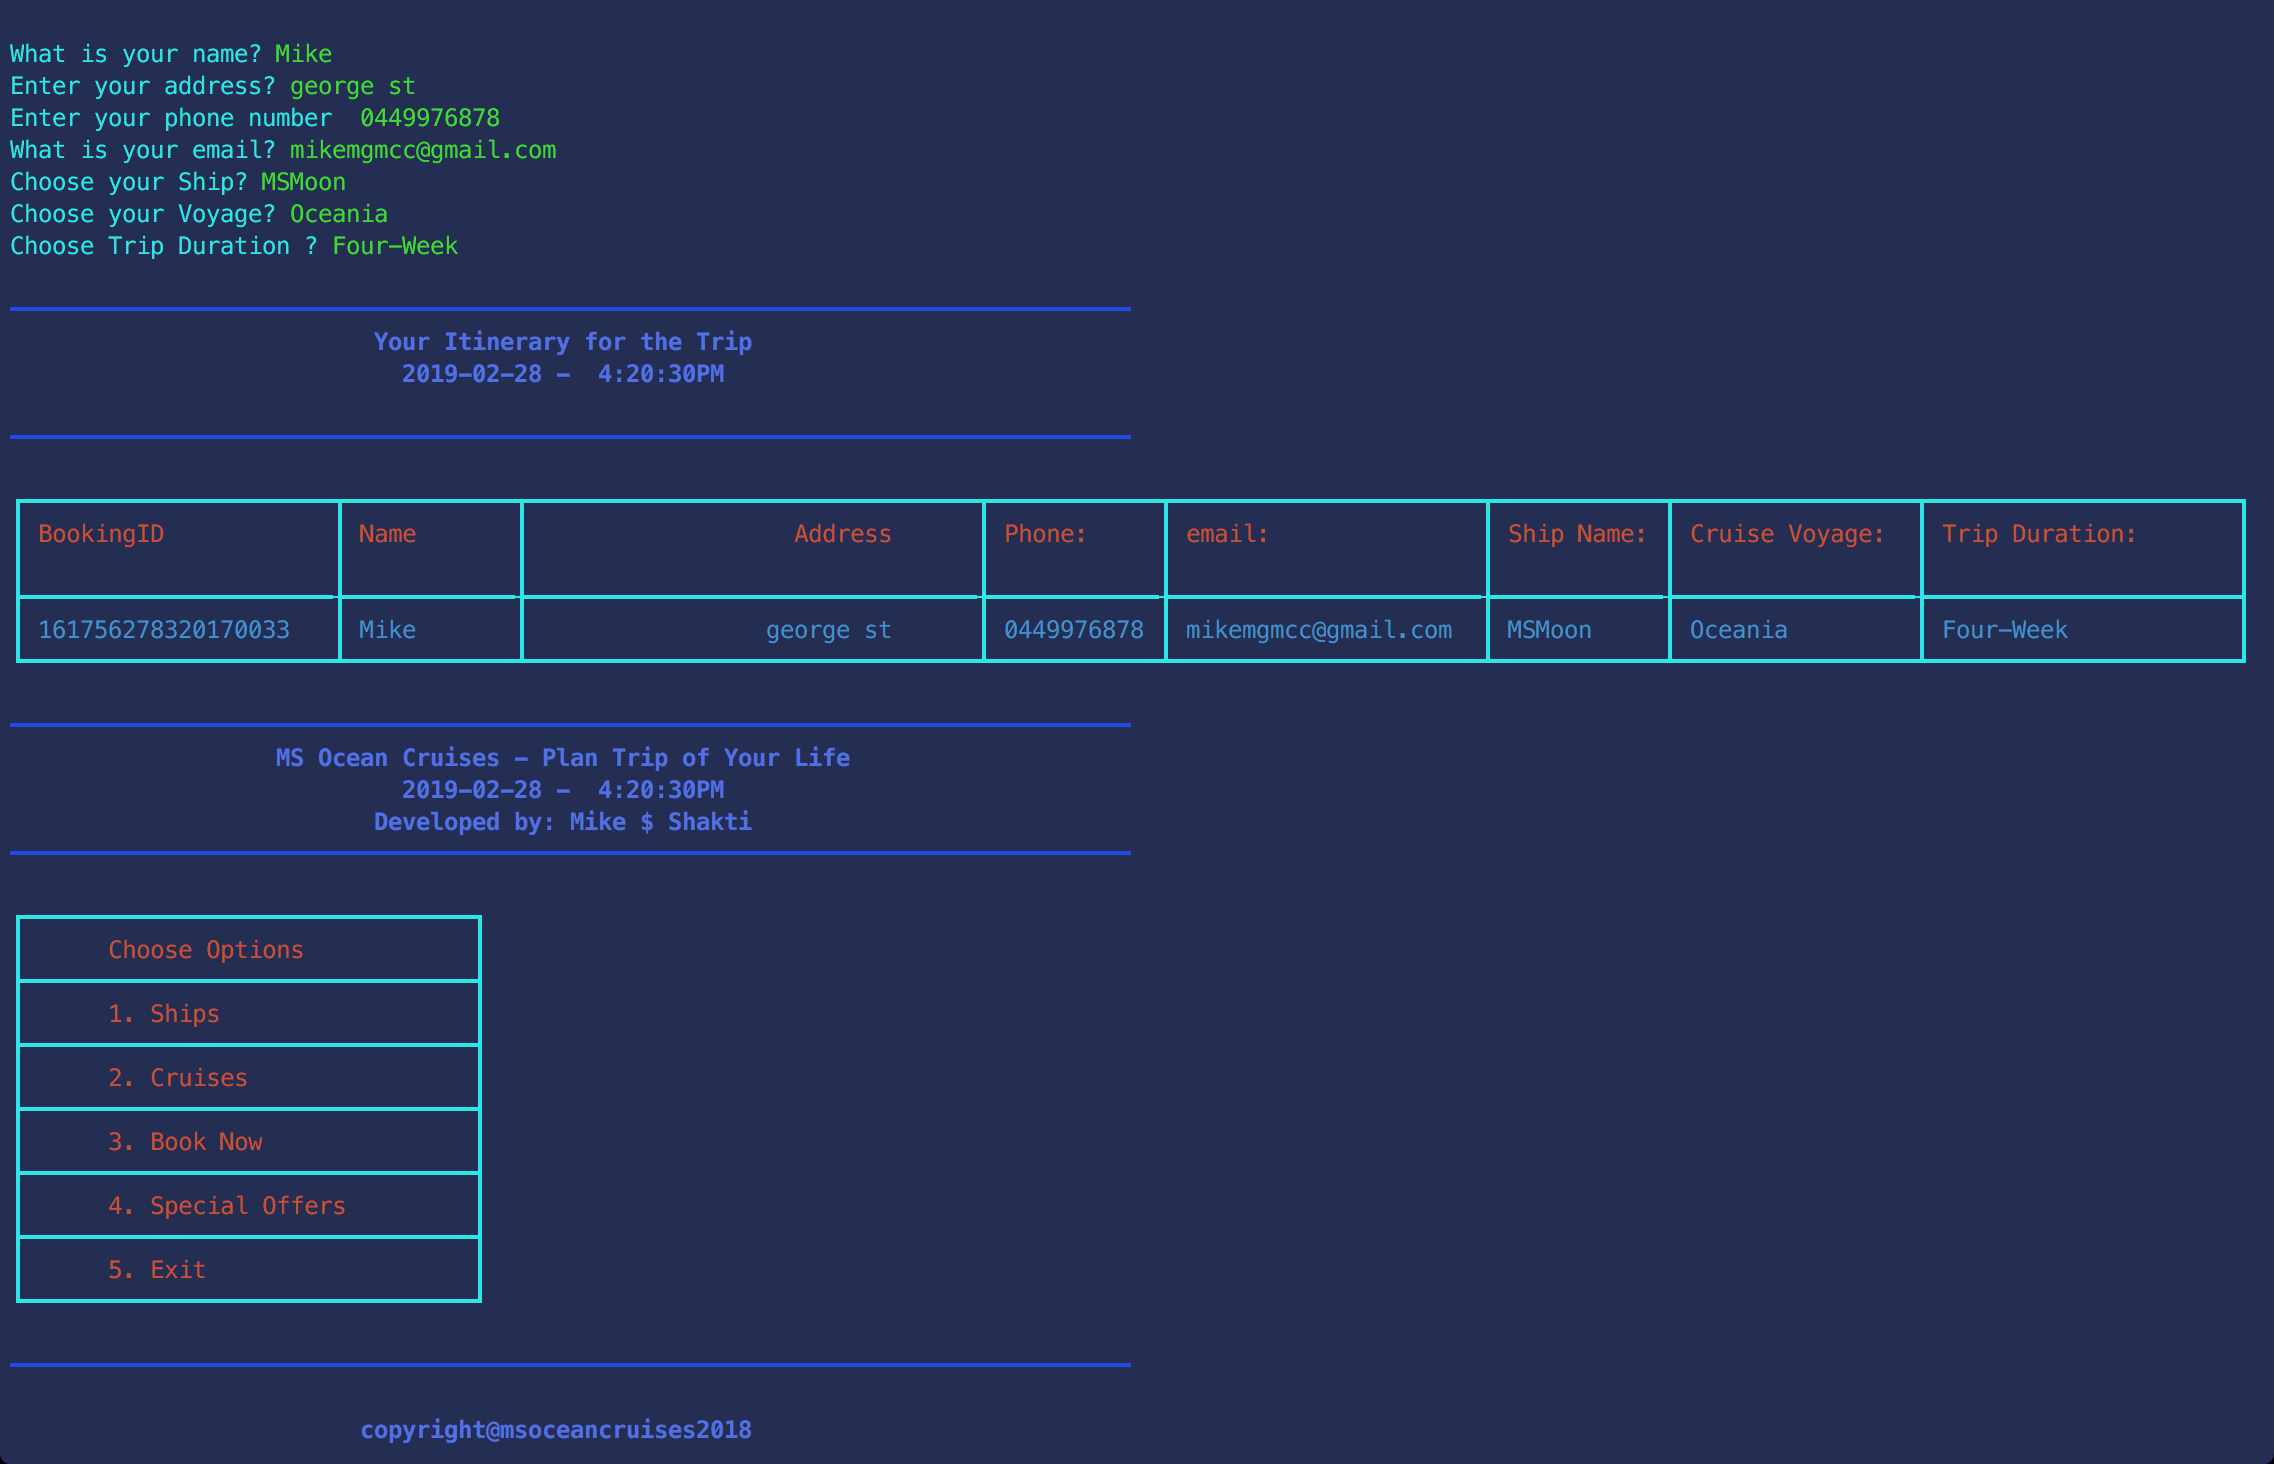 What is your name? Mike
Enter your address? george st
Enter your phone number  0449976878
What is your email? mikemgmcc@gmail.com
Choose your Ship? MSMoon
Choose your Voyage? Oceania
Choose Trip Duration ? Four-Week
Your Itinerary for the Trip
2019-02-28 -  4:20:30PM
BookingID Name Address Phone: email: Ship Name: Cruise Voyage: Trip Duration:
161756278320170033 Mike george st 0449976878 mikemgmcc@gmail.com MSMoon Oceania Four-Week
MS Ocean Cruises - Plan Trip of Your Life
2019-02-28 -  4:20:30PM
Developed by: Mike $ Shakti
Choose Options
1. Ships
2. Cruises
3. Book Now
4. Special Offers
5. Exit
copyright@msoceancruises2018